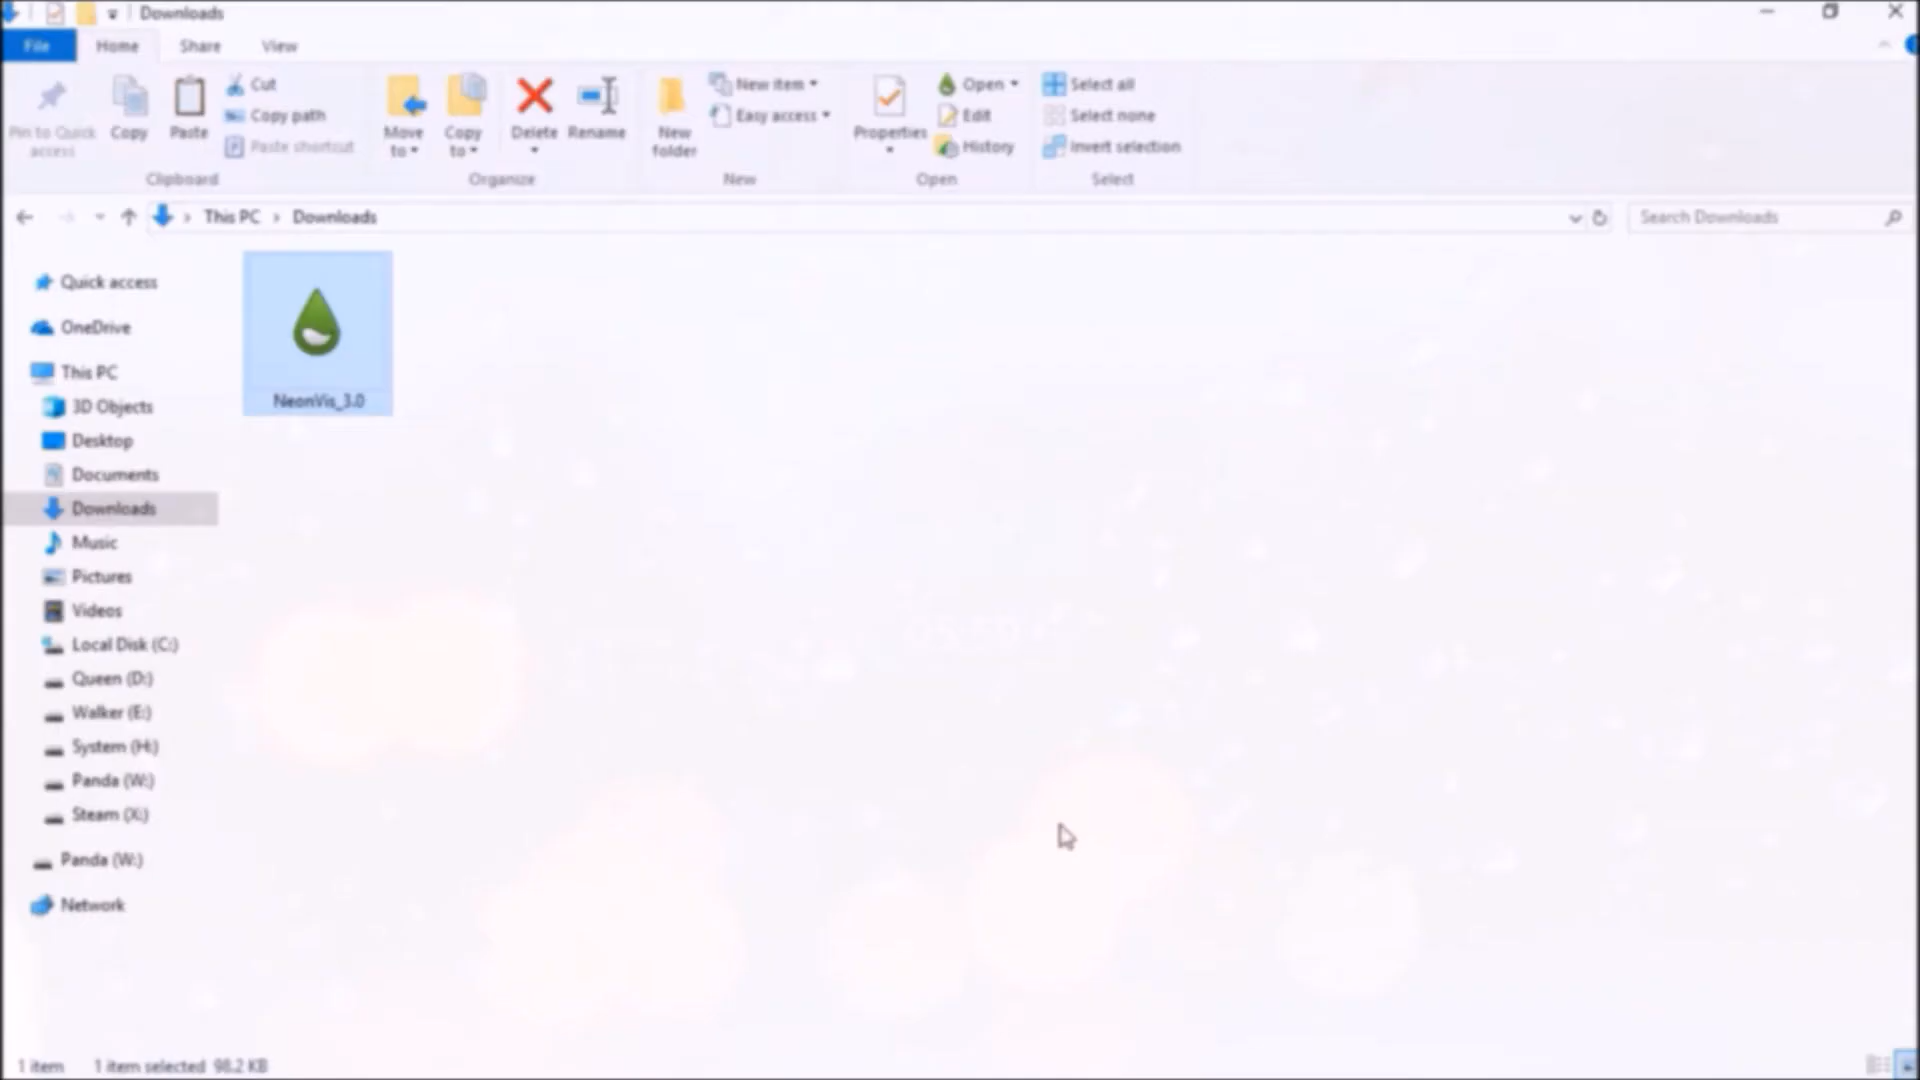 Downloads
File Home Share View
Pin to Quick access
Copy
Paste
Cut
Copy path
Paste shortcut
Clipboard
Move to
Copy to
Delete
Rename
Organize
New folder
New item
Easy access
New
Properties
Open
Edit
History
Open
Select all
Select none
Invert selection
Select
This PC › Downloads
Search Downloads
Quick access
OneDrive
This PC
3D Objects
Desktop
Documents
Downloads
Music
Pictures
Videos
Local Disk (C:)
Queen (D:)
Walker (E:)
System (H:)
Panda (W:)
Steam (X:)
Panda (W:)
Network
NeonVis_3.0
1 item 1 item selected 98.2 KB